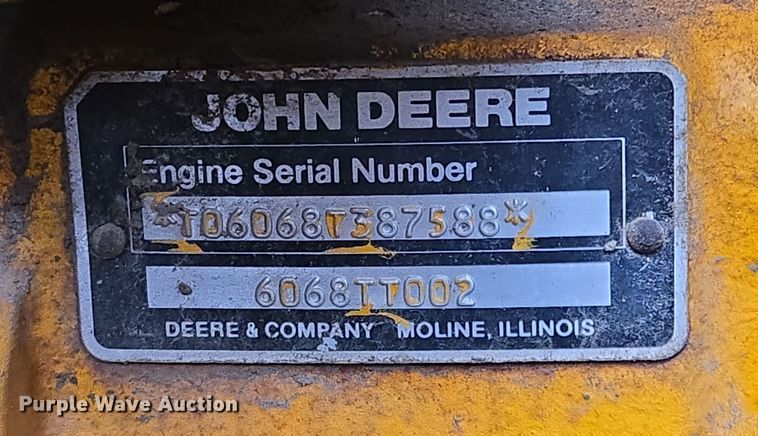 JOHN DEERE
Engine Serial Number
*T06068T387588*
6068TT002
DEERE & COMPANY MOLINE, ILLINOIS
Purple Wave Auction